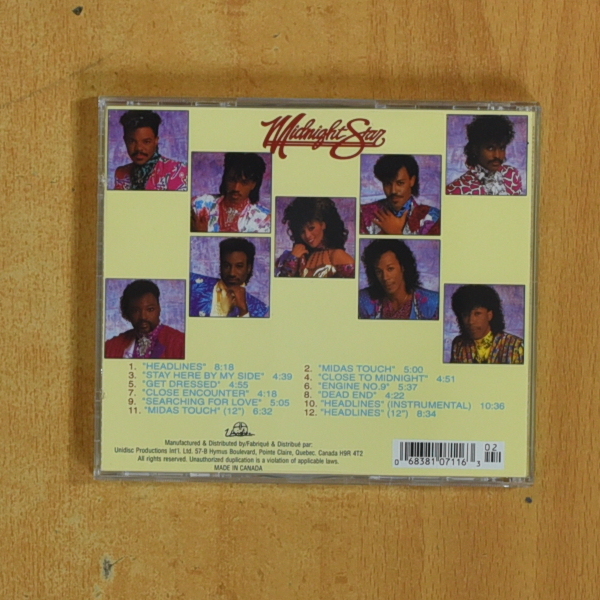 Midnight Star
1. "HEADLINES" 8:18 2. "MIDAS TOUCH" 5:00
3. "STAY HERE BY MY SIDE" 4:39 4. "CLOSE TO MIDNIGHT" 4:51
5. "GET DRESSED" 4:55 6. "ENGINE NO.9" 5:37
7. "CLOSE ENCOUNTER" 4:16 8. "DEAD END" 4:22
9. "SEARCHING FOR LOVE" 5:05 10. "HEADLINES" (INSTRUMENTAL) 10:36
11. "MIDAS TOUCH" (12") 6:32 12. "HEADLINES" (12") 8:34
Unidisc
Manufactured & Distributed by/Fabriqué & Distribué par:
Unidisc Productions Int'l. Ltd. 57-B Hymus Boulevard, Pointe Claire, Quebec, Canada H9R 4T2
All rights reserved. Unauthorized duplication is a violation of applicable laws.
MADE IN CANADA
02
0 68381 07116 3